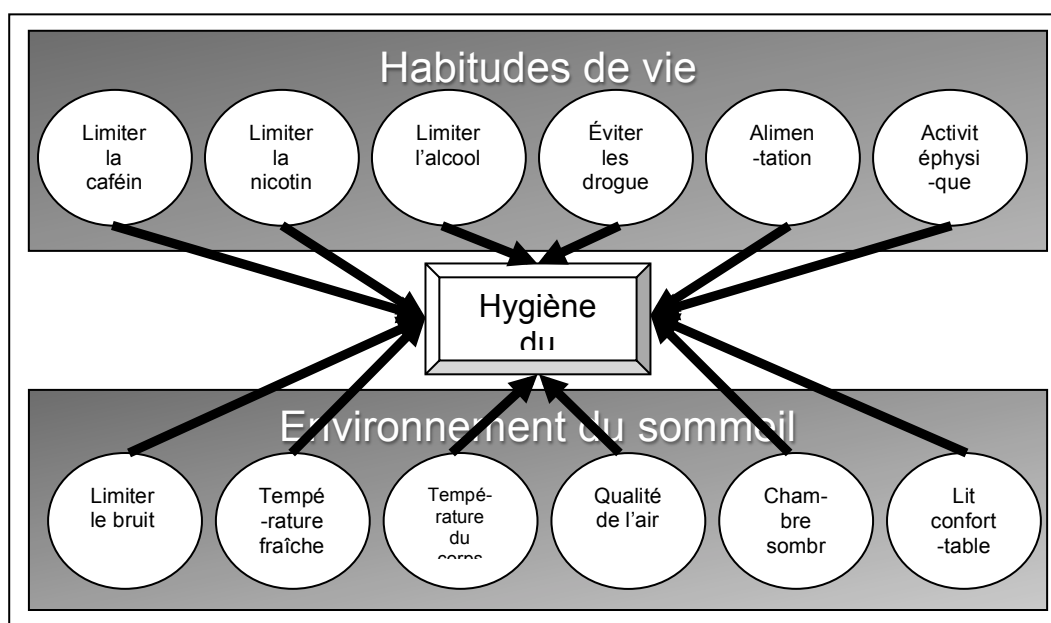 Habitudes de vie
Limiter
la
caféin
Limiter
la
nicotin
Limiter
l'alcool
Éviter
les
drogue
Alimen
-tation
Activit
éphysi
-que
Hygiène
du
Environnement du sommeil
Limiter
le bruit
Tempé
-rature
fraîche
Tempé-
rature
du
corps
Qualité
de l'air
Cham-
bre
sombr
Lit
confort
-table